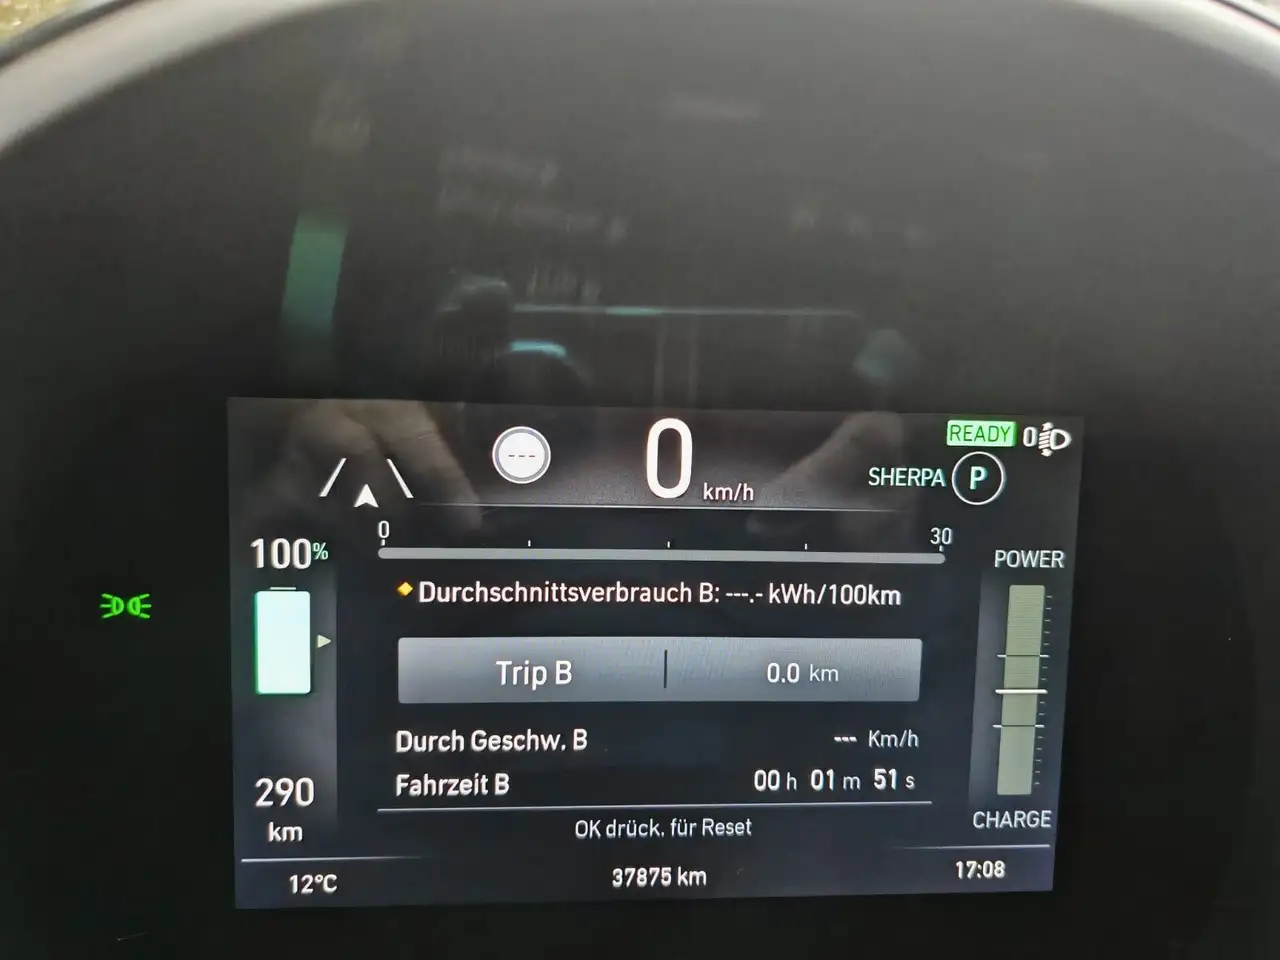 ---
0 km/h
READY
SHERPA P
0 30
100%
POWER
Durchschnittsverbrauch B: ---.- kWh/100km
Trip B 0.0 km
Durch Geschw. B --- Km/h
Fahrzeit B 00 h 01 m 51 s
290
km
CHARGE
OK drück. für Reset
12°C 37875 km 17:08